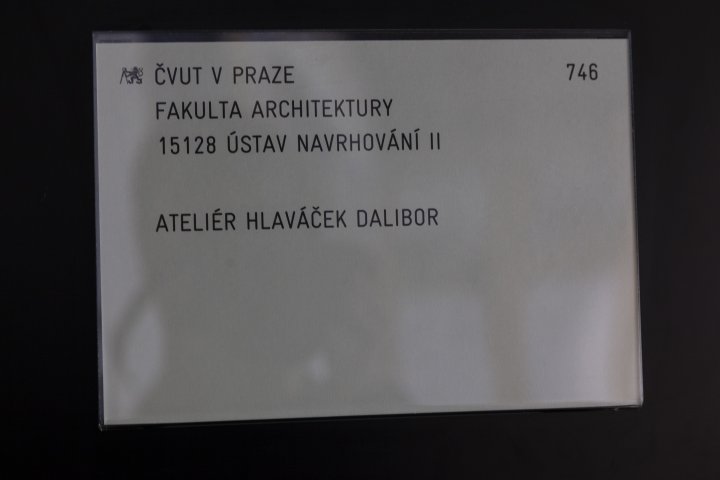 ČVUT V PRAZE 746
FAKULTA ARCHITEKTURY
15128 ÚSTAV NAVRHOVÁNÍ II
ATELIÉR HLAVÁČEK DALIBOR